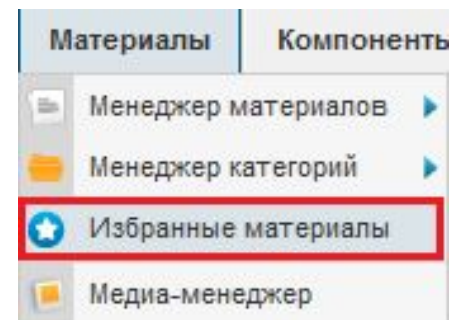 Материалы Компоненты
Менеджер материалов
Менеджер категорий
Избранные материалы
Медиа-менеджер